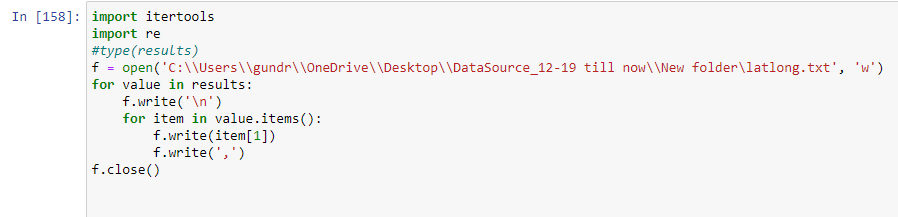 In [158]: import itertools
import re
#type(results)
f = open('C:\\Users\\gundr\\OneDrive\\Desktop\\DataSource_12-19 till now\\New folder\latlong.txt', 'w')
for value in results:
    f.write('\n')
    for item in value.items():
        f.write(item[1])
        f.write(',')
f.close()